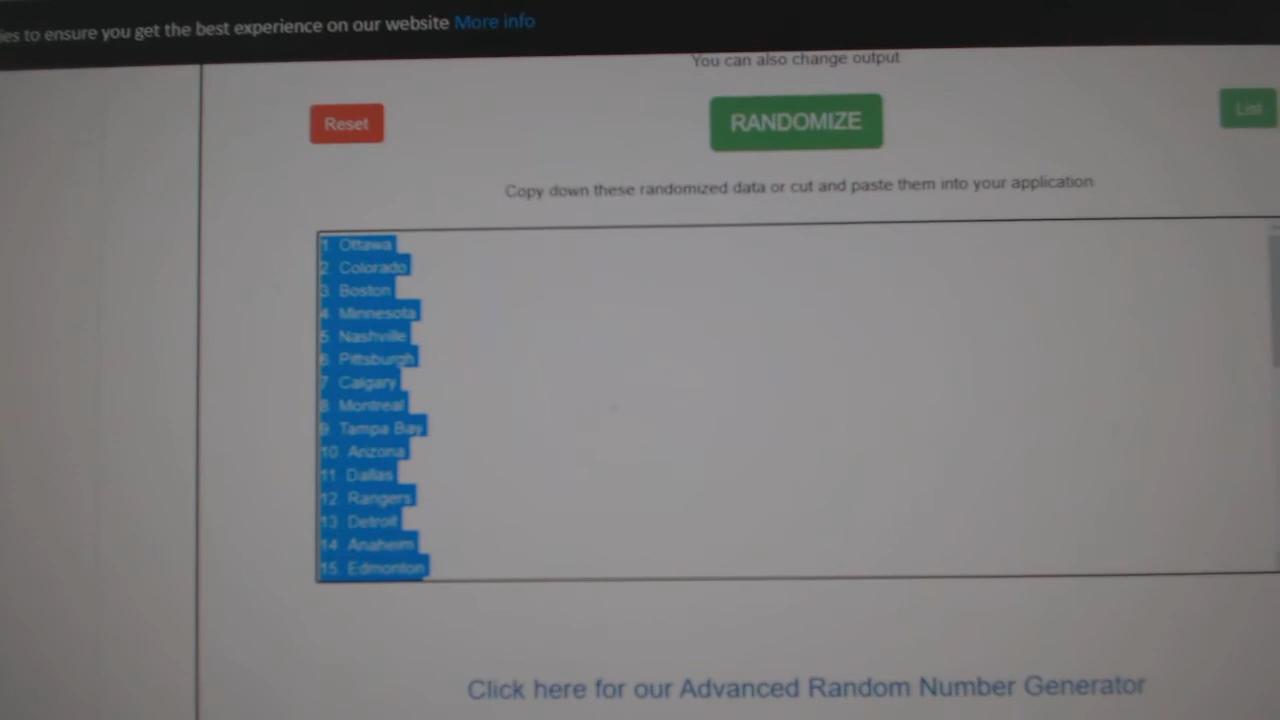 ies to ensure you get the best experience on our website More info
You can also change output
Reset
RANDOMIZE
List
Copy down these randomized data or cut and paste them into your application
1. Ottawa
2. Colorado
3. Boston
4. Minnesota
5. Nashville
6. Pittsburgh
7. Calgary
8. Montreal
9. Tampa Bay
10. Arizona
11. Dallas
12. Rangers
13. Detroit
14. Anaheim
15. Edmonton
Click here for our Advanced Random Number Generator